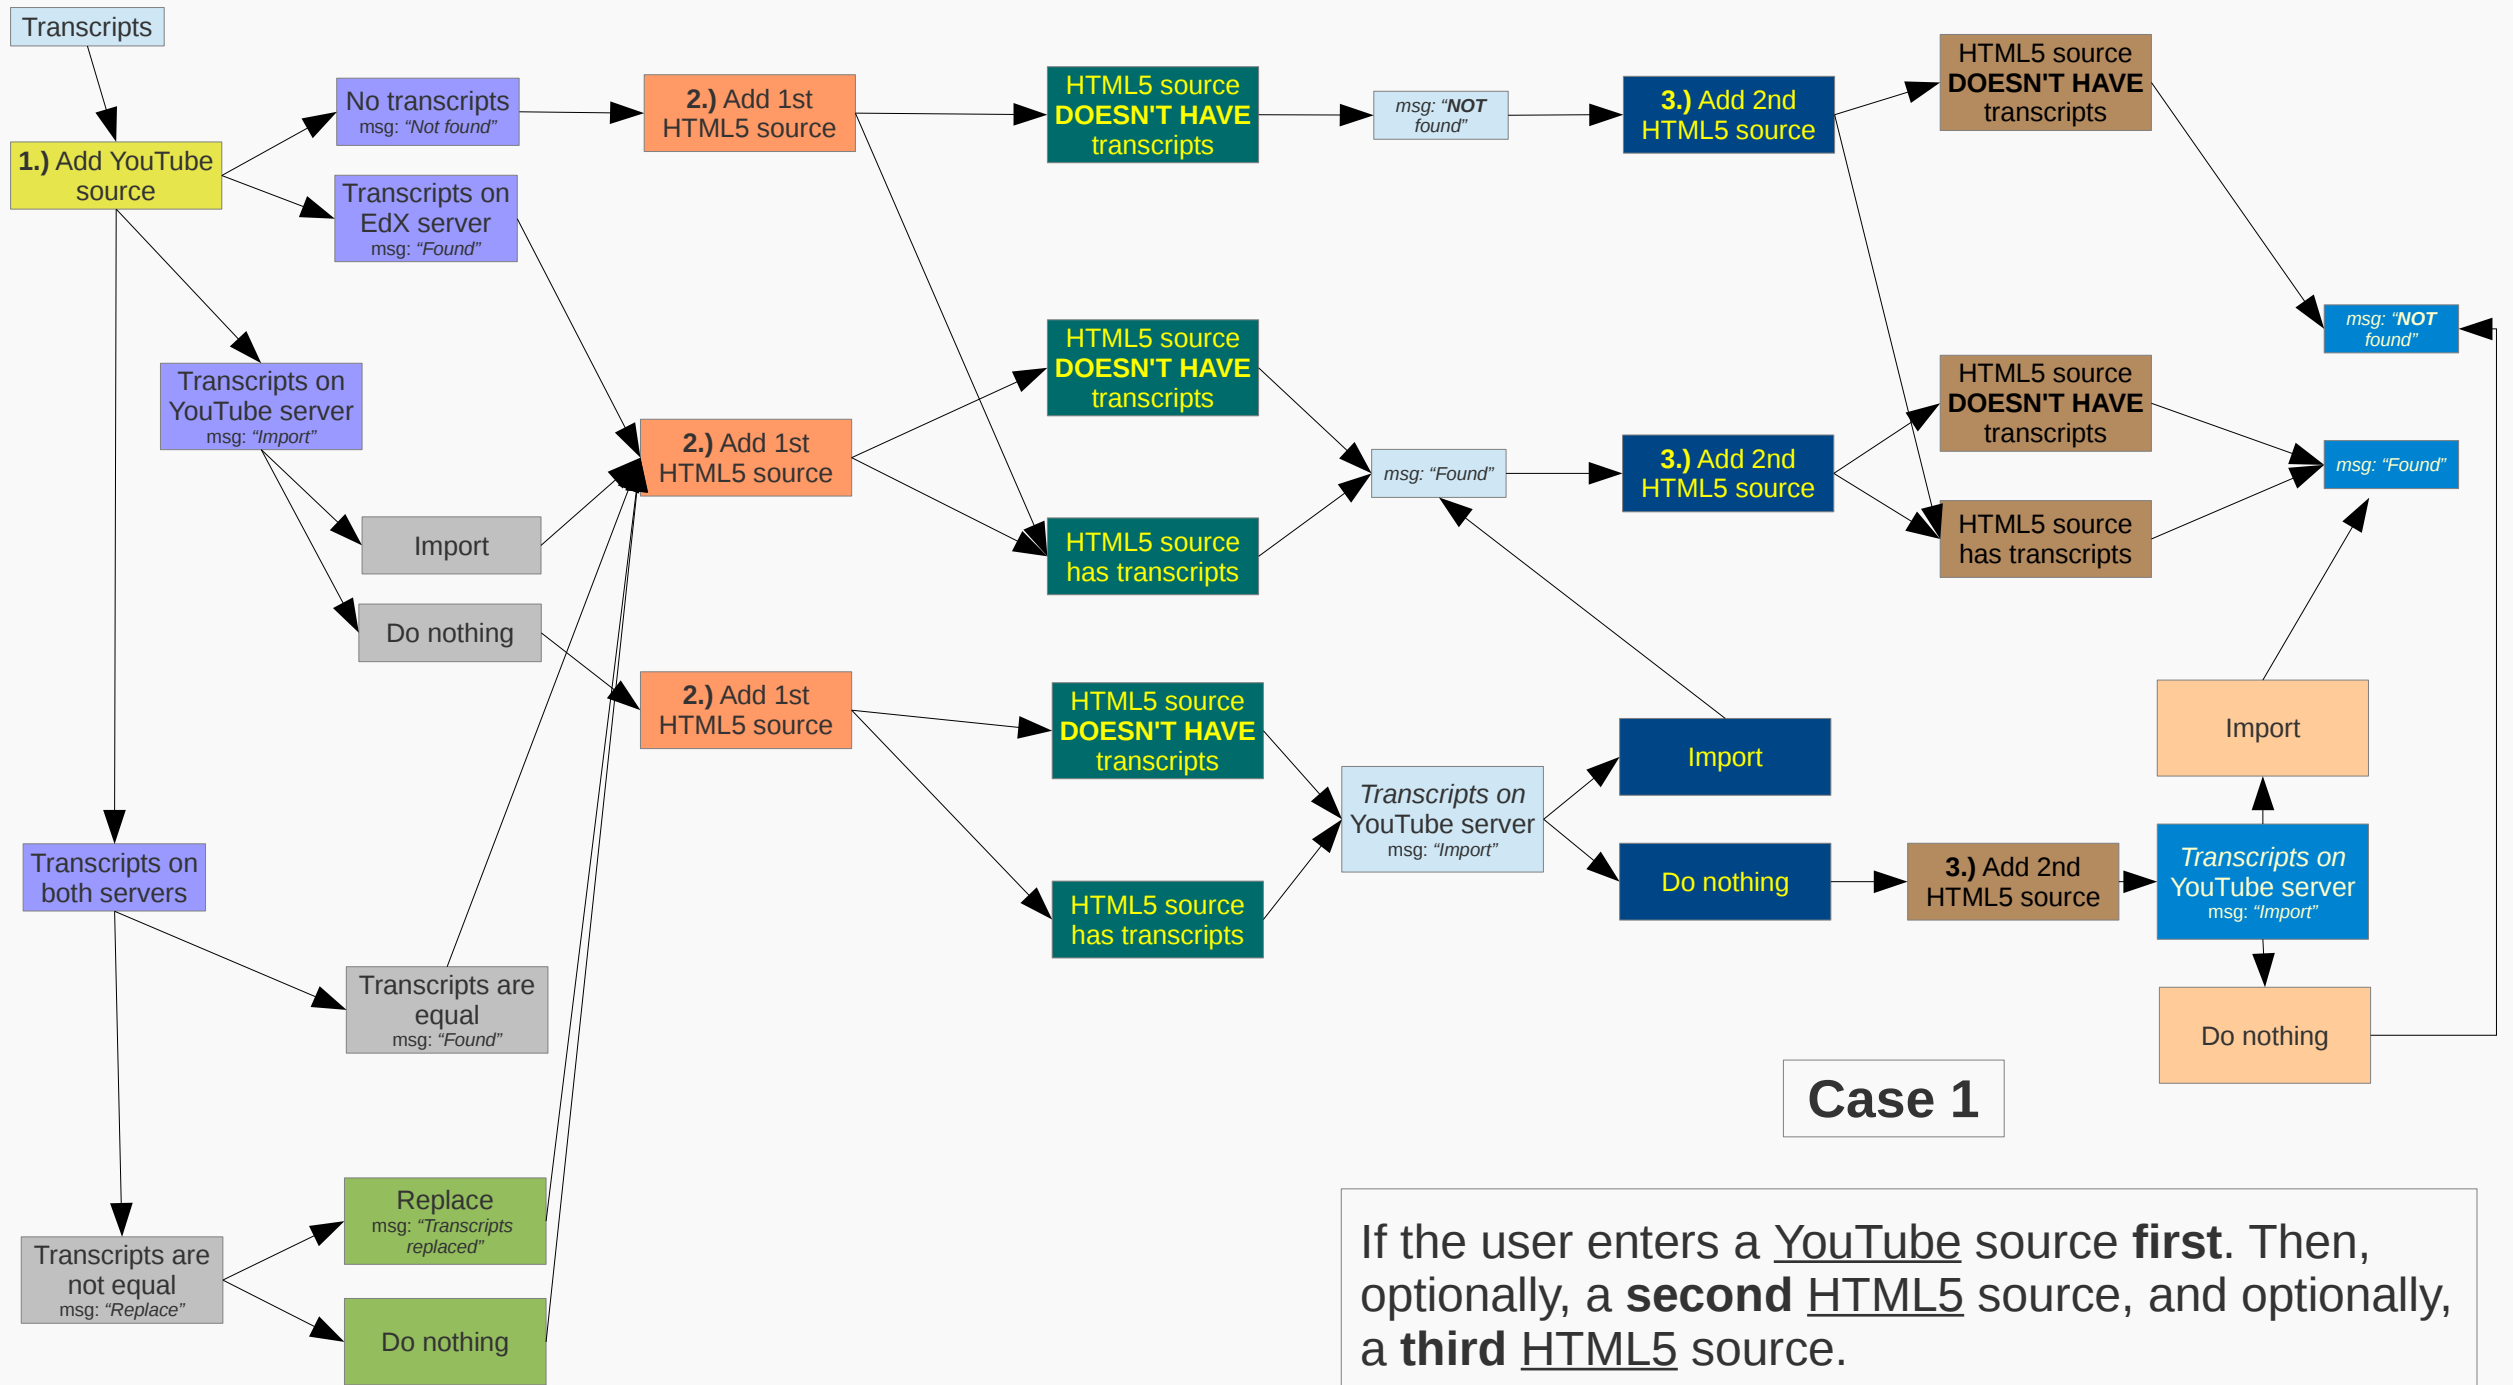 Transcripts
1.) Add YouTube
source
No transcripts
msg: “Not found”
Transcripts on
EdX server
msg: “Found”
Transcripts on
YouTube server
msg: “Import”
Import
Do nothing
Transcripts on
both servers
Transcripts are
equal
msg: “Found”
Transcripts are
not equal
msg: “Replace”
Replace
msg: “Transcripts
replaced”
Do nothing
2.) Add 1st
HTML5 source
2.) Add 1st
HTML5 source
2.) Add 1st
HTML5 source
HTML5 source
DOESN'T HAVE
transcripts
HTML5 source
DOESN'T HAVE
transcripts
HTML5 source
has transcripts
HTML5 source
DOESN'T HAVE
transcripts
HTML5 source
has transcripts
msg: “NOT
found”
msg: “Found”
Transcripts on
YouTube server
msg: “Import”
3.) Add 2nd
HTML5 source
3.) Add 2nd
HTML5 source
Import
Do nothing
HTML5 source
DOESN'T HAVE
transcripts
HTML5 source
DOESN'T HAVE
transcripts
HTML5 source
has transcripts
3.) Add 2nd
HTML5 source
msg: “NOT
found”
msg: “Found”
Import
Transcripts on
YouTube server
msg: “Import”
Do nothing
Case 1
If the user enters a YouTube source first. Then,
optionally, a second HTML5 source, and optionally,
a third HTML5 source.